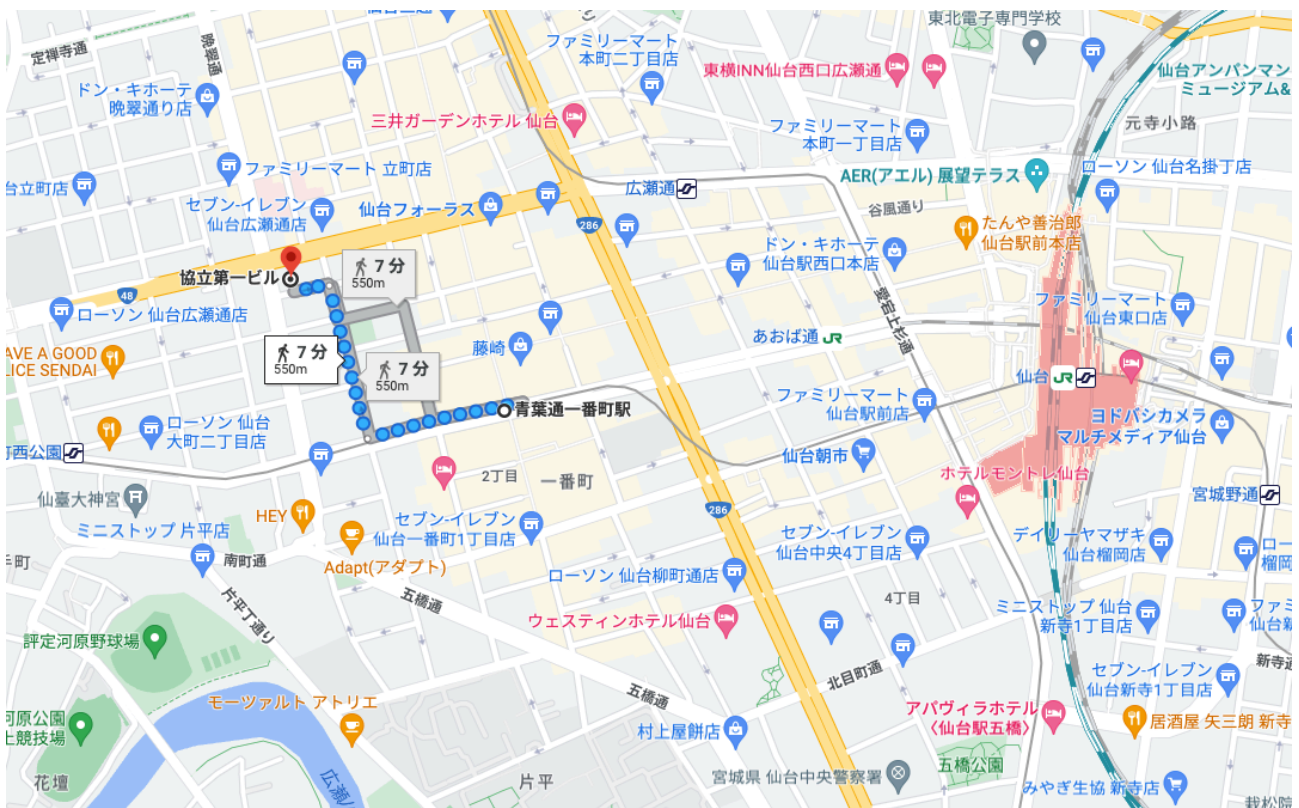 定禅寺通
晩翠通
ドン・キホーテ
晩翠通り店
ファミリーマート
本町二丁目店
東北電子専門学校
東横INN仙台西口広瀬通
仙台アンパンマン
ミュージアム&
三井ガーデンホテル 仙台
ファミリーマート
本町一丁目店
元寺小路
ファミリーマート 立町店
台立町店
セブン-イレブン
仙台広瀬通店
仙台フォーラス
広瀬通
AER(アエル) 展望テラス
ローソン 仙台名掛丁店
谷風通り
286
たんや善治郎
仙台駅前本店
ドン・キホーテ
仙台駅西口本店
協立第一ビル
7 分
550m
48
ローソン 仙台広瀬通店
愛宕上杉通
ファミリーマート
仙台東口店
あおば通
JR
藤崎
7 分
550m
7 分
550m
AVE A GOOD
LICE SENDAI
仙台
JR
青葉通一番町駅
ファミリーマート
仙台駅前店
ローソン 仙台
大町二丁目店
ヨドバシカメラ
マルチメディア仙台
町西公園
仙台朝市
2丁目
一番町
ホテルモントレ仙台
仙臺大神宮
宮城野通
HEY
286
ミニストップ 片平店
セブン-イレブン
仙台一番町1丁目店
セブン-イレブン
仙台中央4丁目店
デイリーヤマザキ
仙台榴岡店
ロー
榴岡
手町
南町通
Adapt(アダプト)
ローソン 仙台柳町通店
五橋通
片平丁通り
4丁目
ミニストップ 仙台
新寺1丁目店
ファミ
仙台新
ウェスティンホテル仙台
評定河原野球場
新寺通
セブン-イレブン
仙台新寺1丁目店
北目町通
五橋通
モーツァルト アトリエ
アパヴィラホテル
〈仙台駅五橋〉
居酒屋 矢三朗 新寺
河原公園
上競技場
村上屋餅店
五橋公園
花壇
広瀬川
片平
宮城県 仙台中央警察署
みやぎ生協 新寺店
栽松院